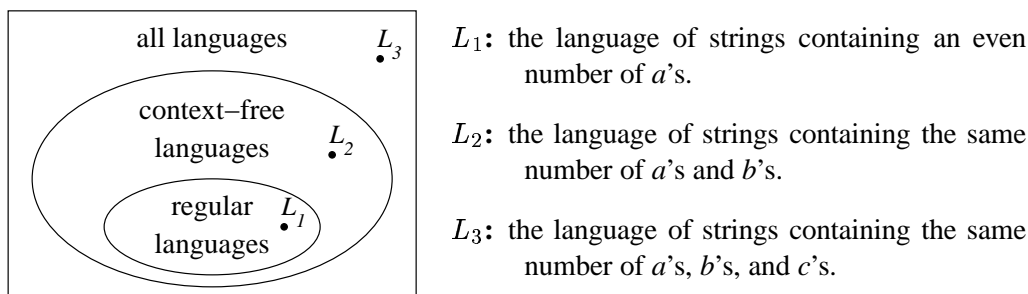 all languages
L3
context–free
languages
L2
regular
languages
L1
L1: the language of strings containing an even
number of a's.
L2: the language of strings containing the same
number of a's and b's.
L3: the language of strings containing the same
number of a's, b's, and c's.